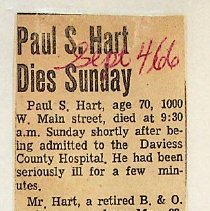 Paul S. Hart
Sept 4/66
Dies Sunday
Paul S. Hart, age 70, 1000
W. Main street, died at 9:30
a.m. Sunday shortly after be-
ing admitted to the Daviess
County Hospital. He had been
seriously ill for a few min-
utes.
Mr. Hart, a retired B. & O.